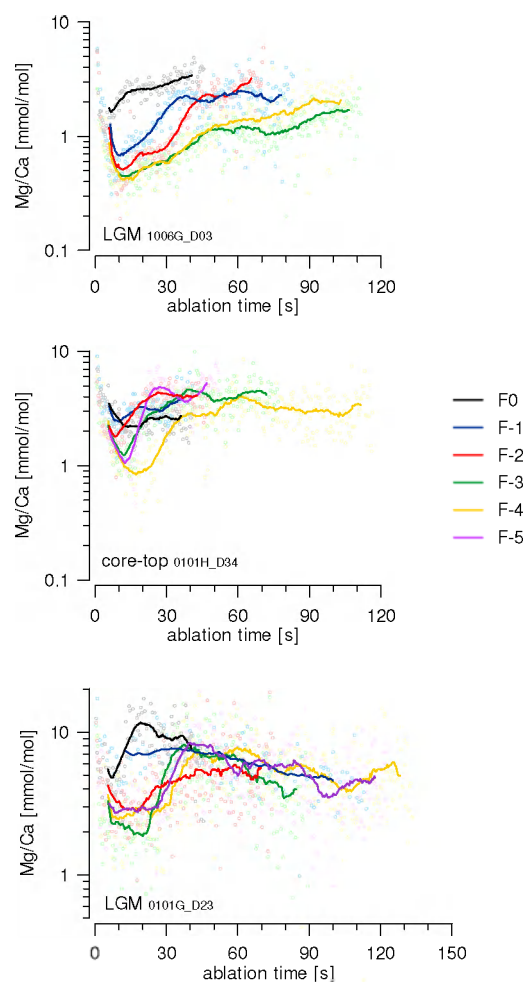 10
1
0.1
Mg/Ca [mmol/mol]
LGM 1006G_D03
0 30 60 90 120
ablation time [s]
10
1
0.1
Mg/Ca [mmol/mol]
core-top 0101H_D34
0 30 60 90 120
ablation time [s]
F0
F-1
F-2
F-3
F-4
F-5
10
1
Mg/Ca [mmol/mol]
LGM 0101G_D23
0 30 60 90 120 150
ablation time [s]